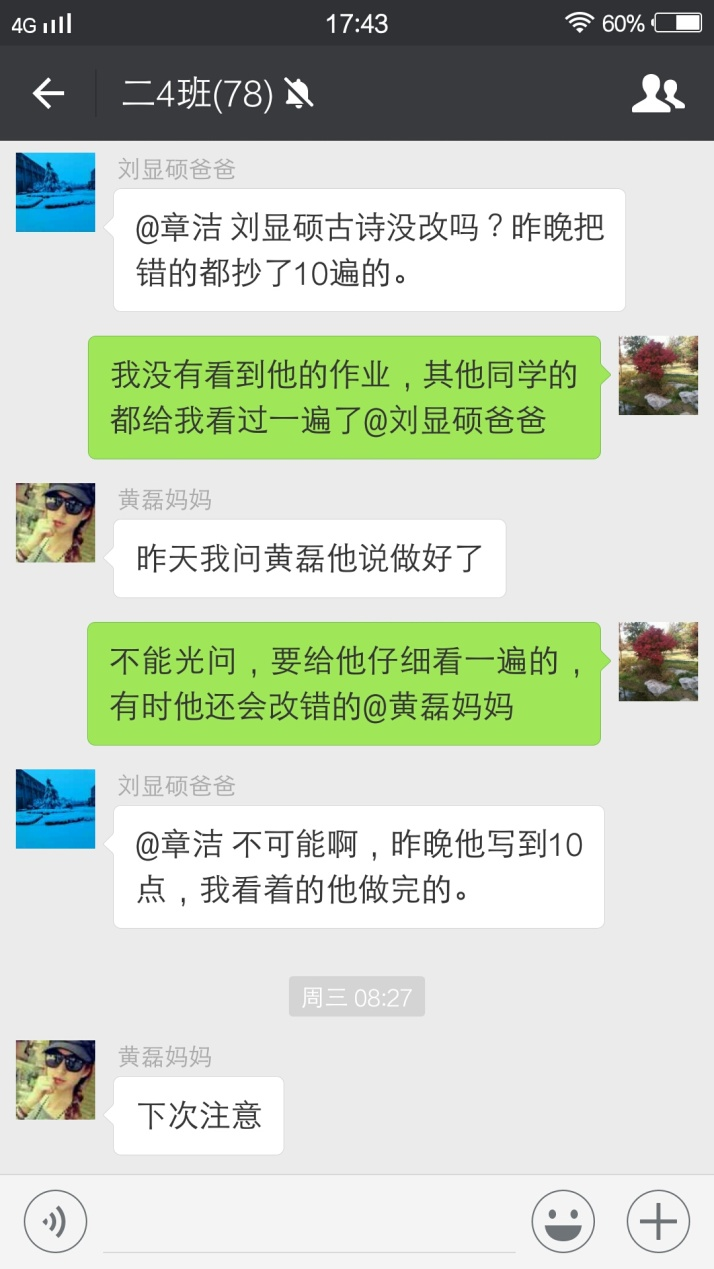 4G 17:43 60%
二4班(78)
刘显硕爸爸
@章洁 刘显硕古诗没改吗？昨晚把
错的都抄了10遍的。
我没有看到他的作业，其他同学的
都给我看过一遍了@刘显硕爸爸
黄磊妈妈
昨天我问黄磊他说做好了
不能光问，要给他仔细看一遍的，
有时他还会改错的@黄磊妈妈
刘显硕爸爸
@章洁 不可能啊，昨晚他写到10
点，我看着的他做完的。
周三 08:27
黄磊妈妈
下次注意